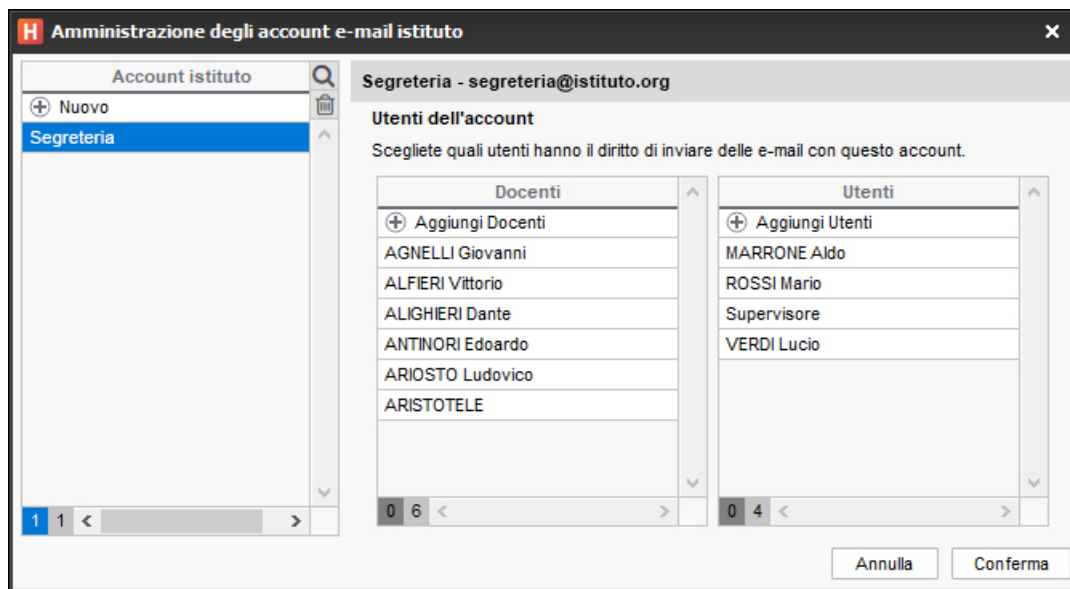 H Amministrazione degli account e-mail istituto
Account istituto
Nuovo
Segreteria
1 1
Segreteria - segreteria@istituto.org
Utenti dell'account
Scegliete quali utenti hanno il diritto di inviare delle e-mail con questo account.
Docenti
Aggiungi Docenti
AGNELLI Giovanni
ALFIERI Vittorio
ALIGHIERI Dante
ANTINORI Edoardo
ARIOSTO Ludovico
ARISTOTELE
0 6
Utenti
Aggiungi Utenti
MARRONE Aldo
ROSSI Mario
Supervisore
VERDI Lucio
0 4
Annulla
Conferma